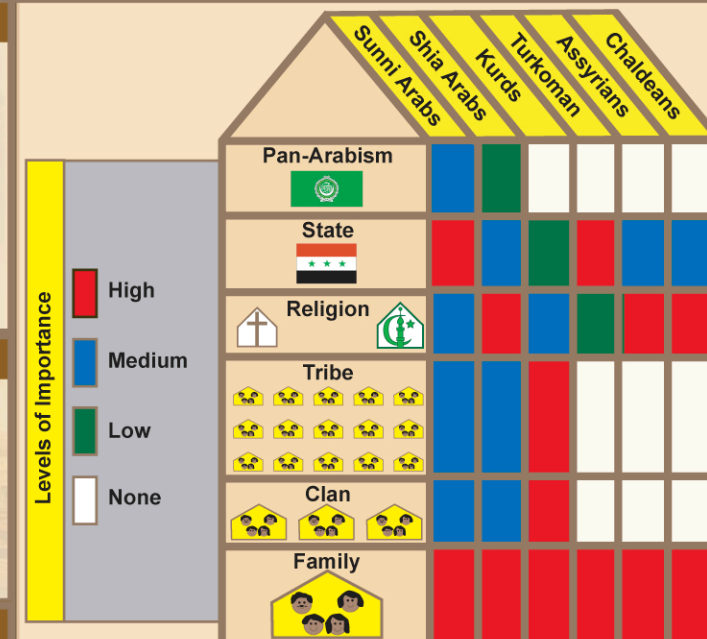 Sunni Arabs
Shia Arabs
Kurds
Turkoman
Assyrians
Chaldeans
Pan-Arabism
State
Religion
Tribe
Clan
Family
Levels of Importance
High
Medium
Low
None